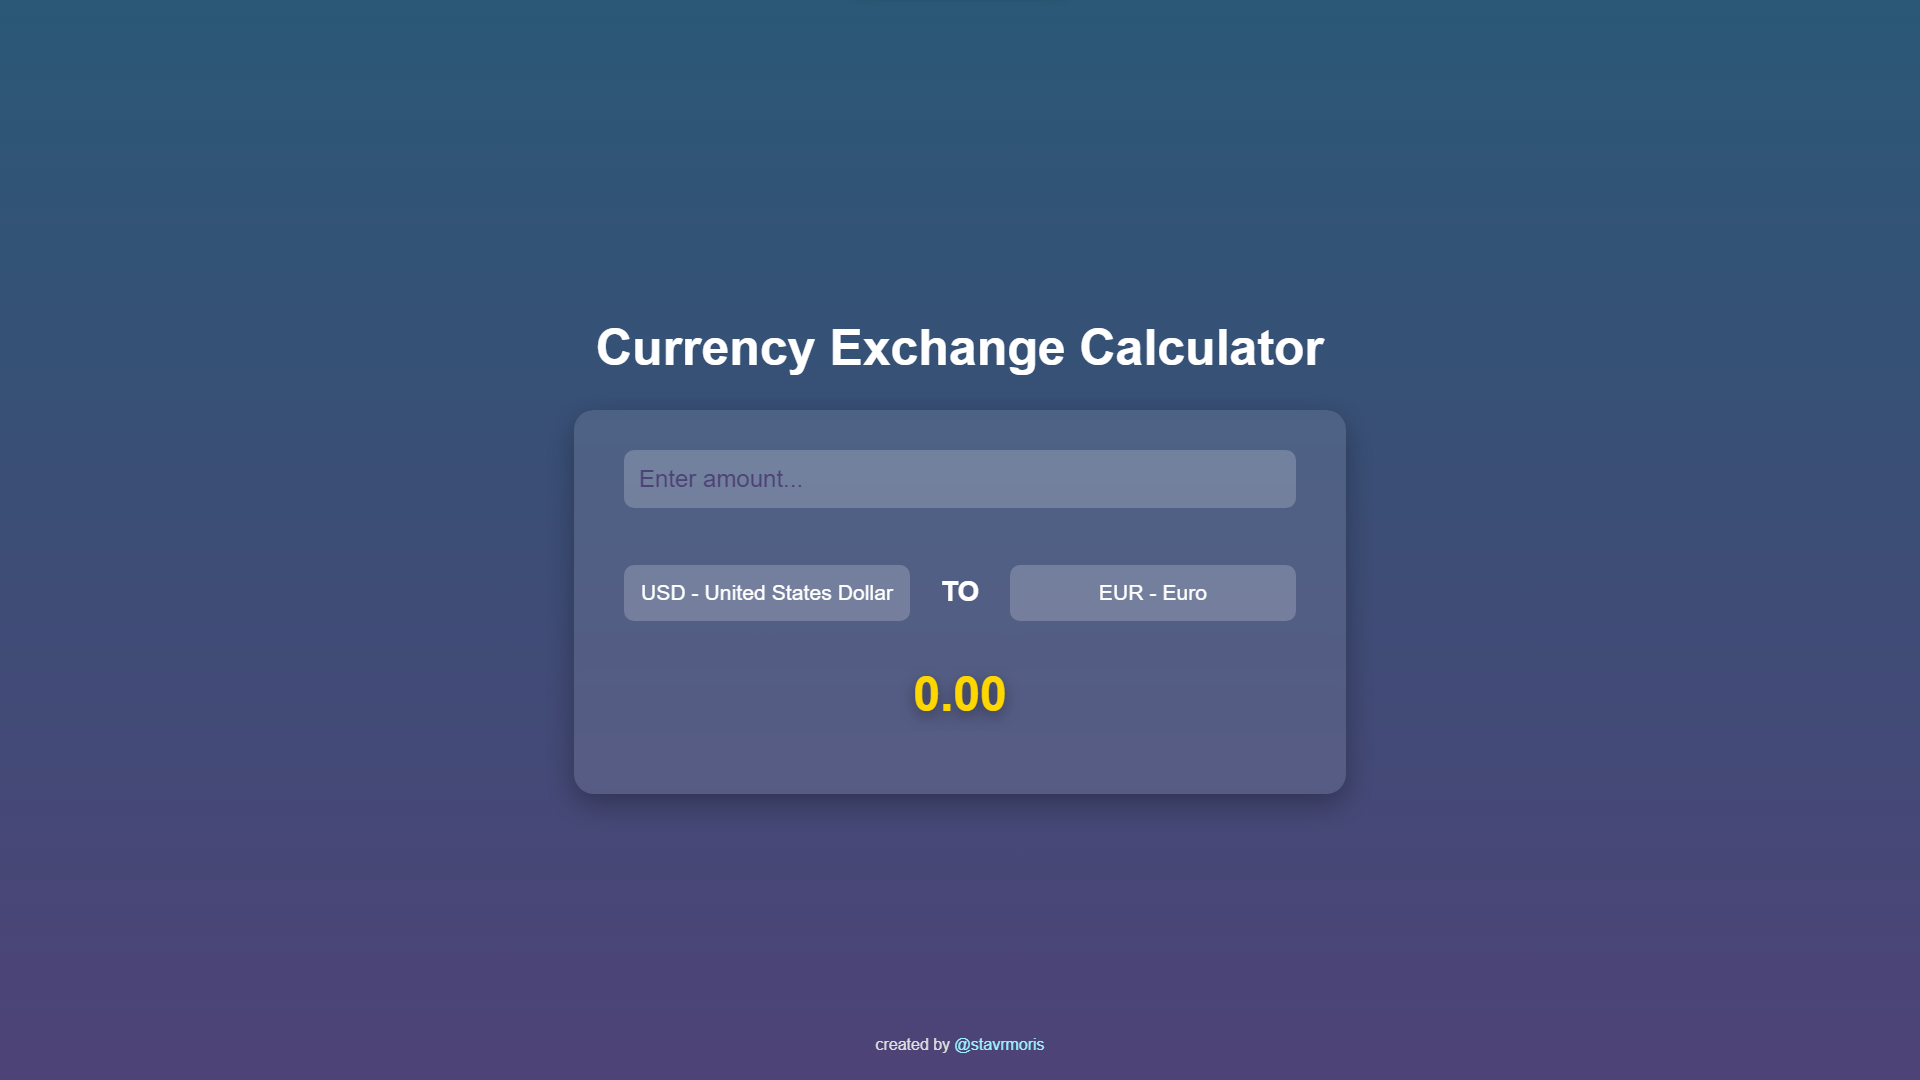 Currency Exchange Calculator
Enter amount...
USD - United States Dollar TO EUR - Euro
0.00
created by @stavrmoris